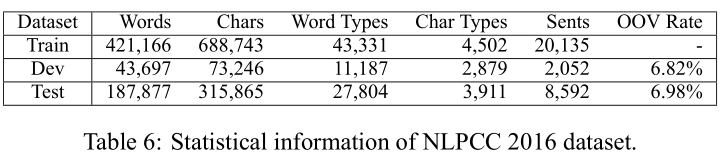 Dataset Words Chars Word Types Char Types Sents OOV Rate
Train 421,166 688,743 43,331 4,502 20,135 -
Dev 43,697 73,246 11,187 2,879 2,052 6.82%
Test 187,877 315,865 27,804 3,911 8,592 6.98%
Table 6: Statistical information of NLPCC 2016 dataset.